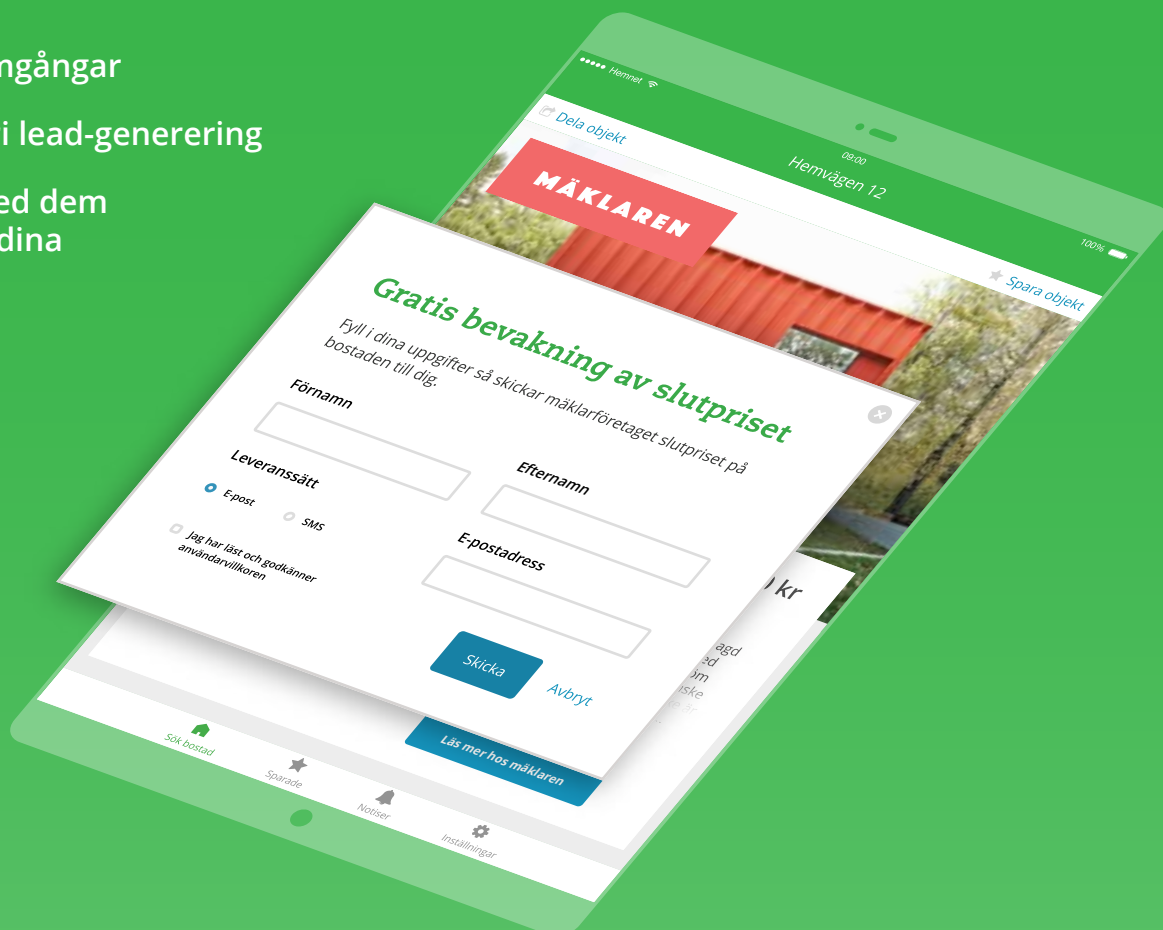 ngångar
i lead-generering
ed dem
dina
Hemnet
09:00
100%
Hemvägen 12
Dela objekt
Spara objekt
MÄKLAREN
Gratis bevakning av slutpriset
Fyll i dina uppgifter så skickar mäklarföretaget slutpriset på
bostaden till dig.
Förnamn
Efternamn
Leveranssätt
E-post
SMS
E-postadress
Jag har läst och godkänner
användarvillkoren
Skicka
Avbryt
kr
agd
ed
om
nske
Läs mer hos mäklaren
Sök bostad
Sparade
Notiser
Inställningar